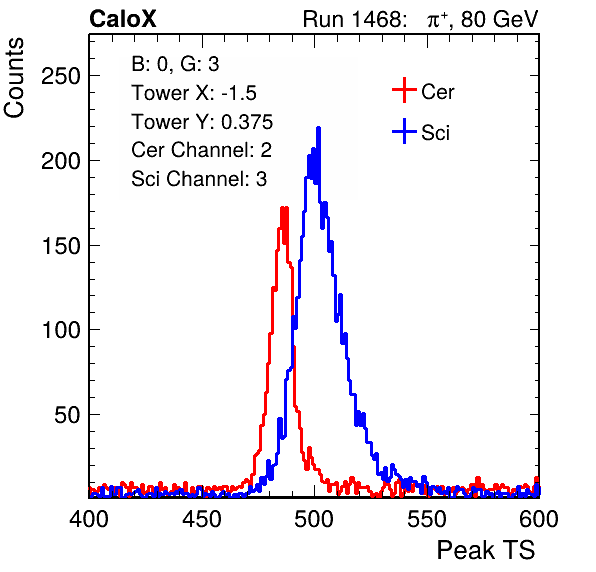 CaloX Run 1468: π+, 80 GeV
Counts
B: 0, G: 3
Tower X: -1.5
Tower Y: 0.375
Cer Channel: 2
Sci Channel: 3
Cer
Sci
250
200
150
100
50
400 450 500 550 600
Peak TS